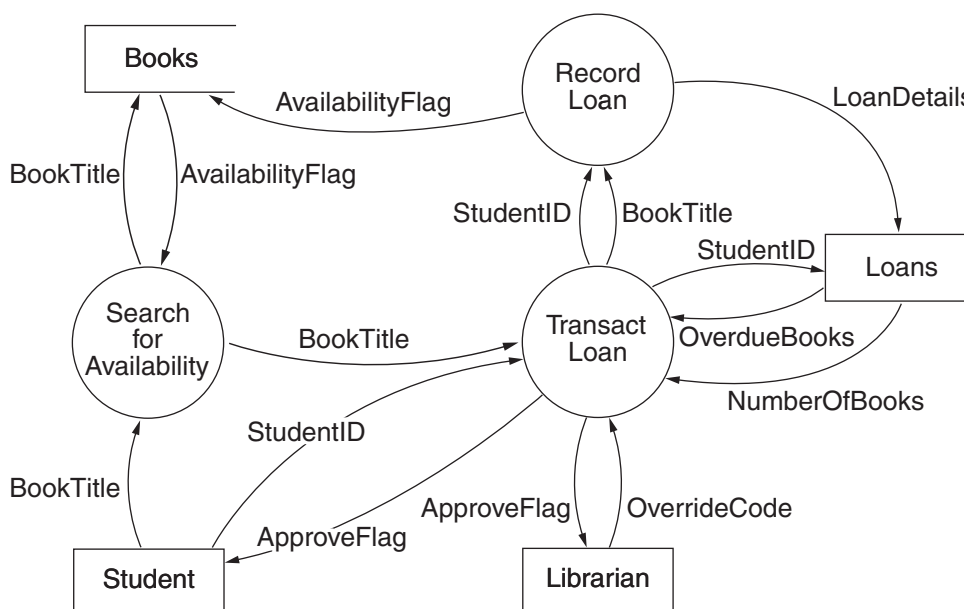 Books
Record
Loan
AvailabilityFlag
LoanDetails
BookTitle
AvailabilityFlag
StudentID
BookTitle
StudentID
Loans
Search
for
Availability
BookTitle
Transact
Loan
OverdueBooks
NumberOfBooks
StudentID
BookTitle
ApproveFlag
ApproveFlag
OverrideCode
Student
Librarian